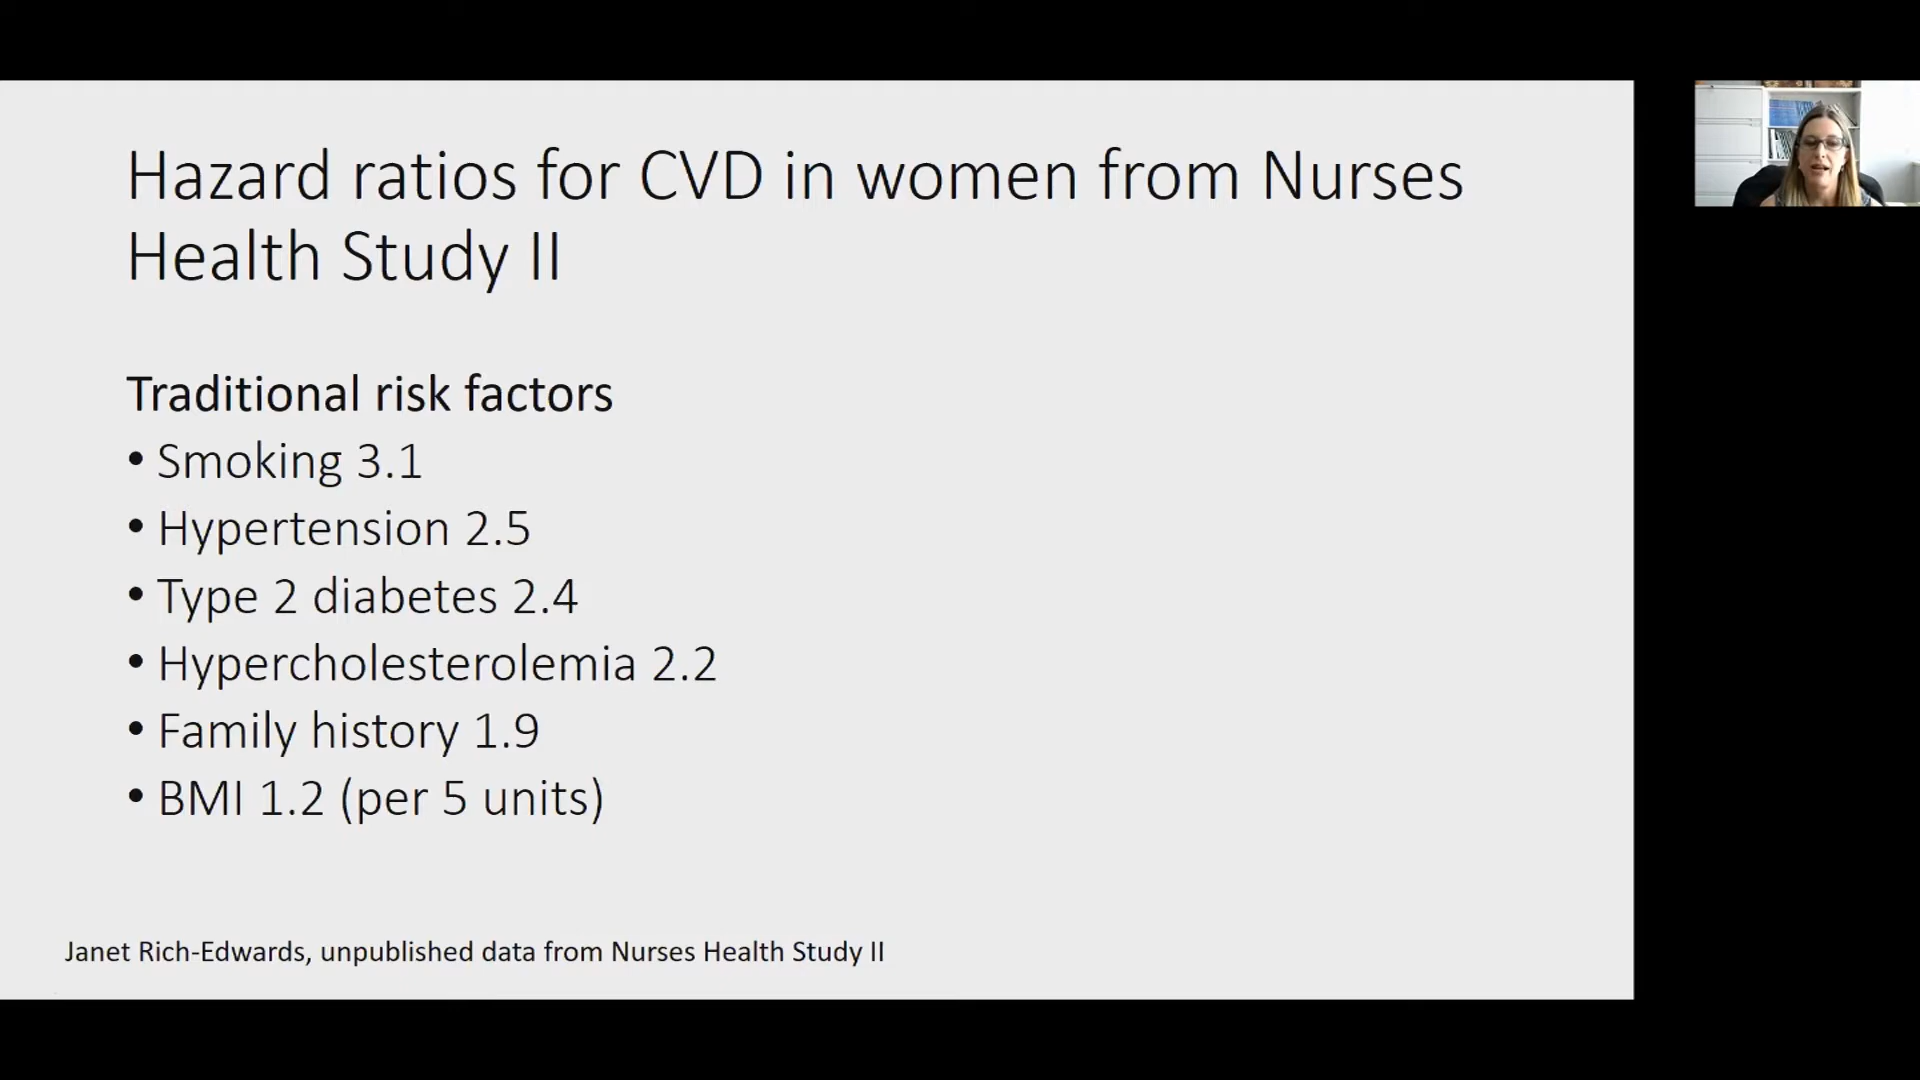 Hazard ratios for CVD in women from Nurses
Health Study II
Traditional risk factors
• Smoking 3.1
• Hypertension 2.5
• Type 2 diabetes 2.4
• Hypercholesterolemia 2.2
• Family history 1.9
• BMI 1.2 (per 5 units)
Janet Rich-Edwards, unpublished data from Nurses Health Study II